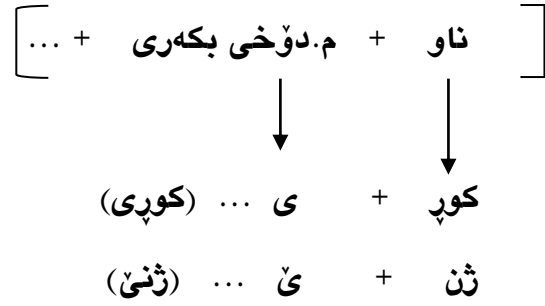 [ناو + م.دۆخی بکەری + ...]
کوڕ + ی ... (کوڕی)
ژن + ێ ... (ژنێ)